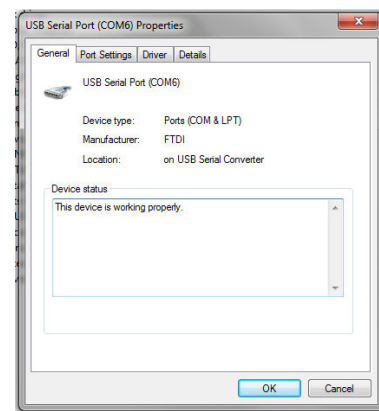 USB Serial Port (COM6) Properties
General Port Settings Driver Details
USB Serial Port (COM6)
Device type: Ports (COM & LPT)
Manufacturer: FTDI
Location: on USB Serial Converter
Device status
This device is working properly.
OK Cancel